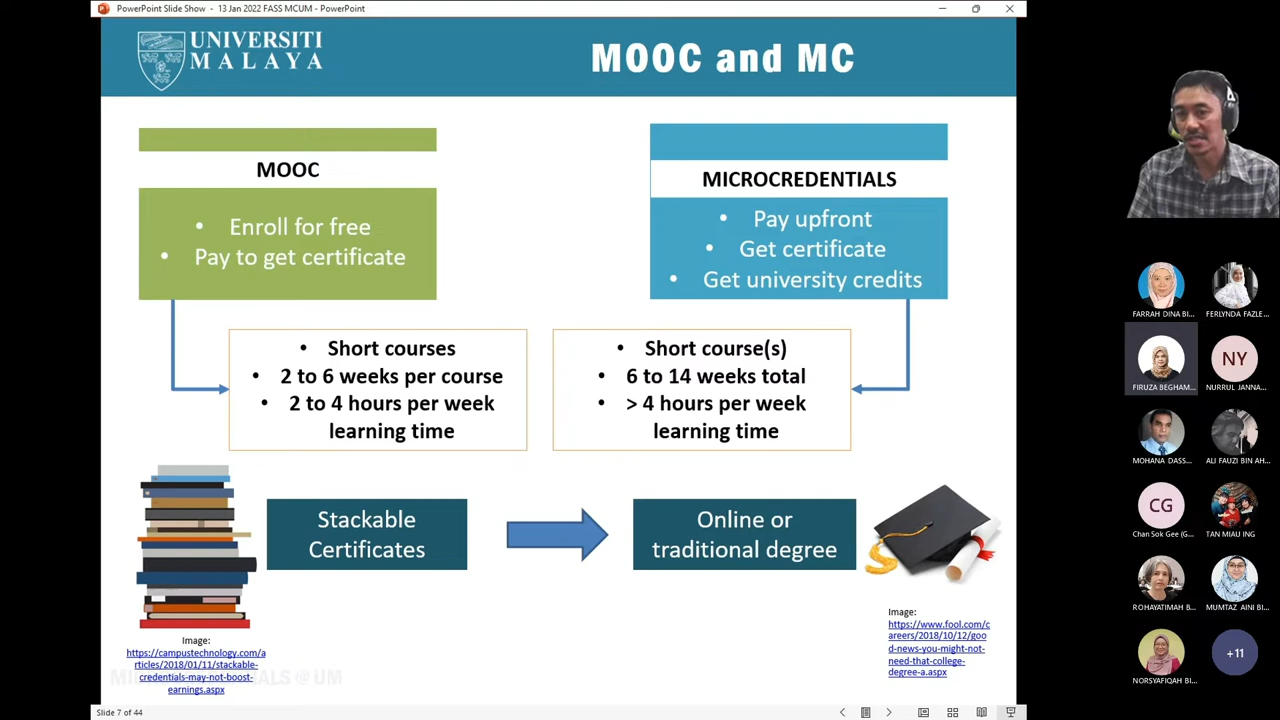 PowerPoint Slide Show - 13 Jan 2022 FASS MCUM - PowerPoint
UNIVERSITI
MALAYA
MOOC and MC
MOOC
• Enroll for free
• Pay to get certificate
MICROCREDENTIALS
• Pay upfront
• Get certificate
• Get university credits
• Short courses
• 2 to 6 weeks per course
• 2 to 4 hours per week
learning time
• Short course(s)
• 6 to 14 weeks total
• > 4 hours per week
learning time
Stackable
Certificates
Online or
traditional degree
Image:
https://campustechnology.com/a
rticles/2018/01/11/stackable-
credentials-may-not-boost-
earnings.aspx
Image:
https://www.fool.com/c
areers/2018/10/12/goo
d-news-you-might-not-
need-that-college-
degree-a.aspx
Slide 7 of 44
FARRAH DINA BI...
FERLYNDA FAZLE...
FIRUZA BEGHAM...
NY
NURRUL JANNA...
MOHANA DASS...
ALI FAUZI BIN AH...
CG
Chan Sok Gee (G...
TAN MIAU ING
ROHAYATIMAH B...
MUMTAZ AINI BI...
NORSYAFIQAH BI...
+11